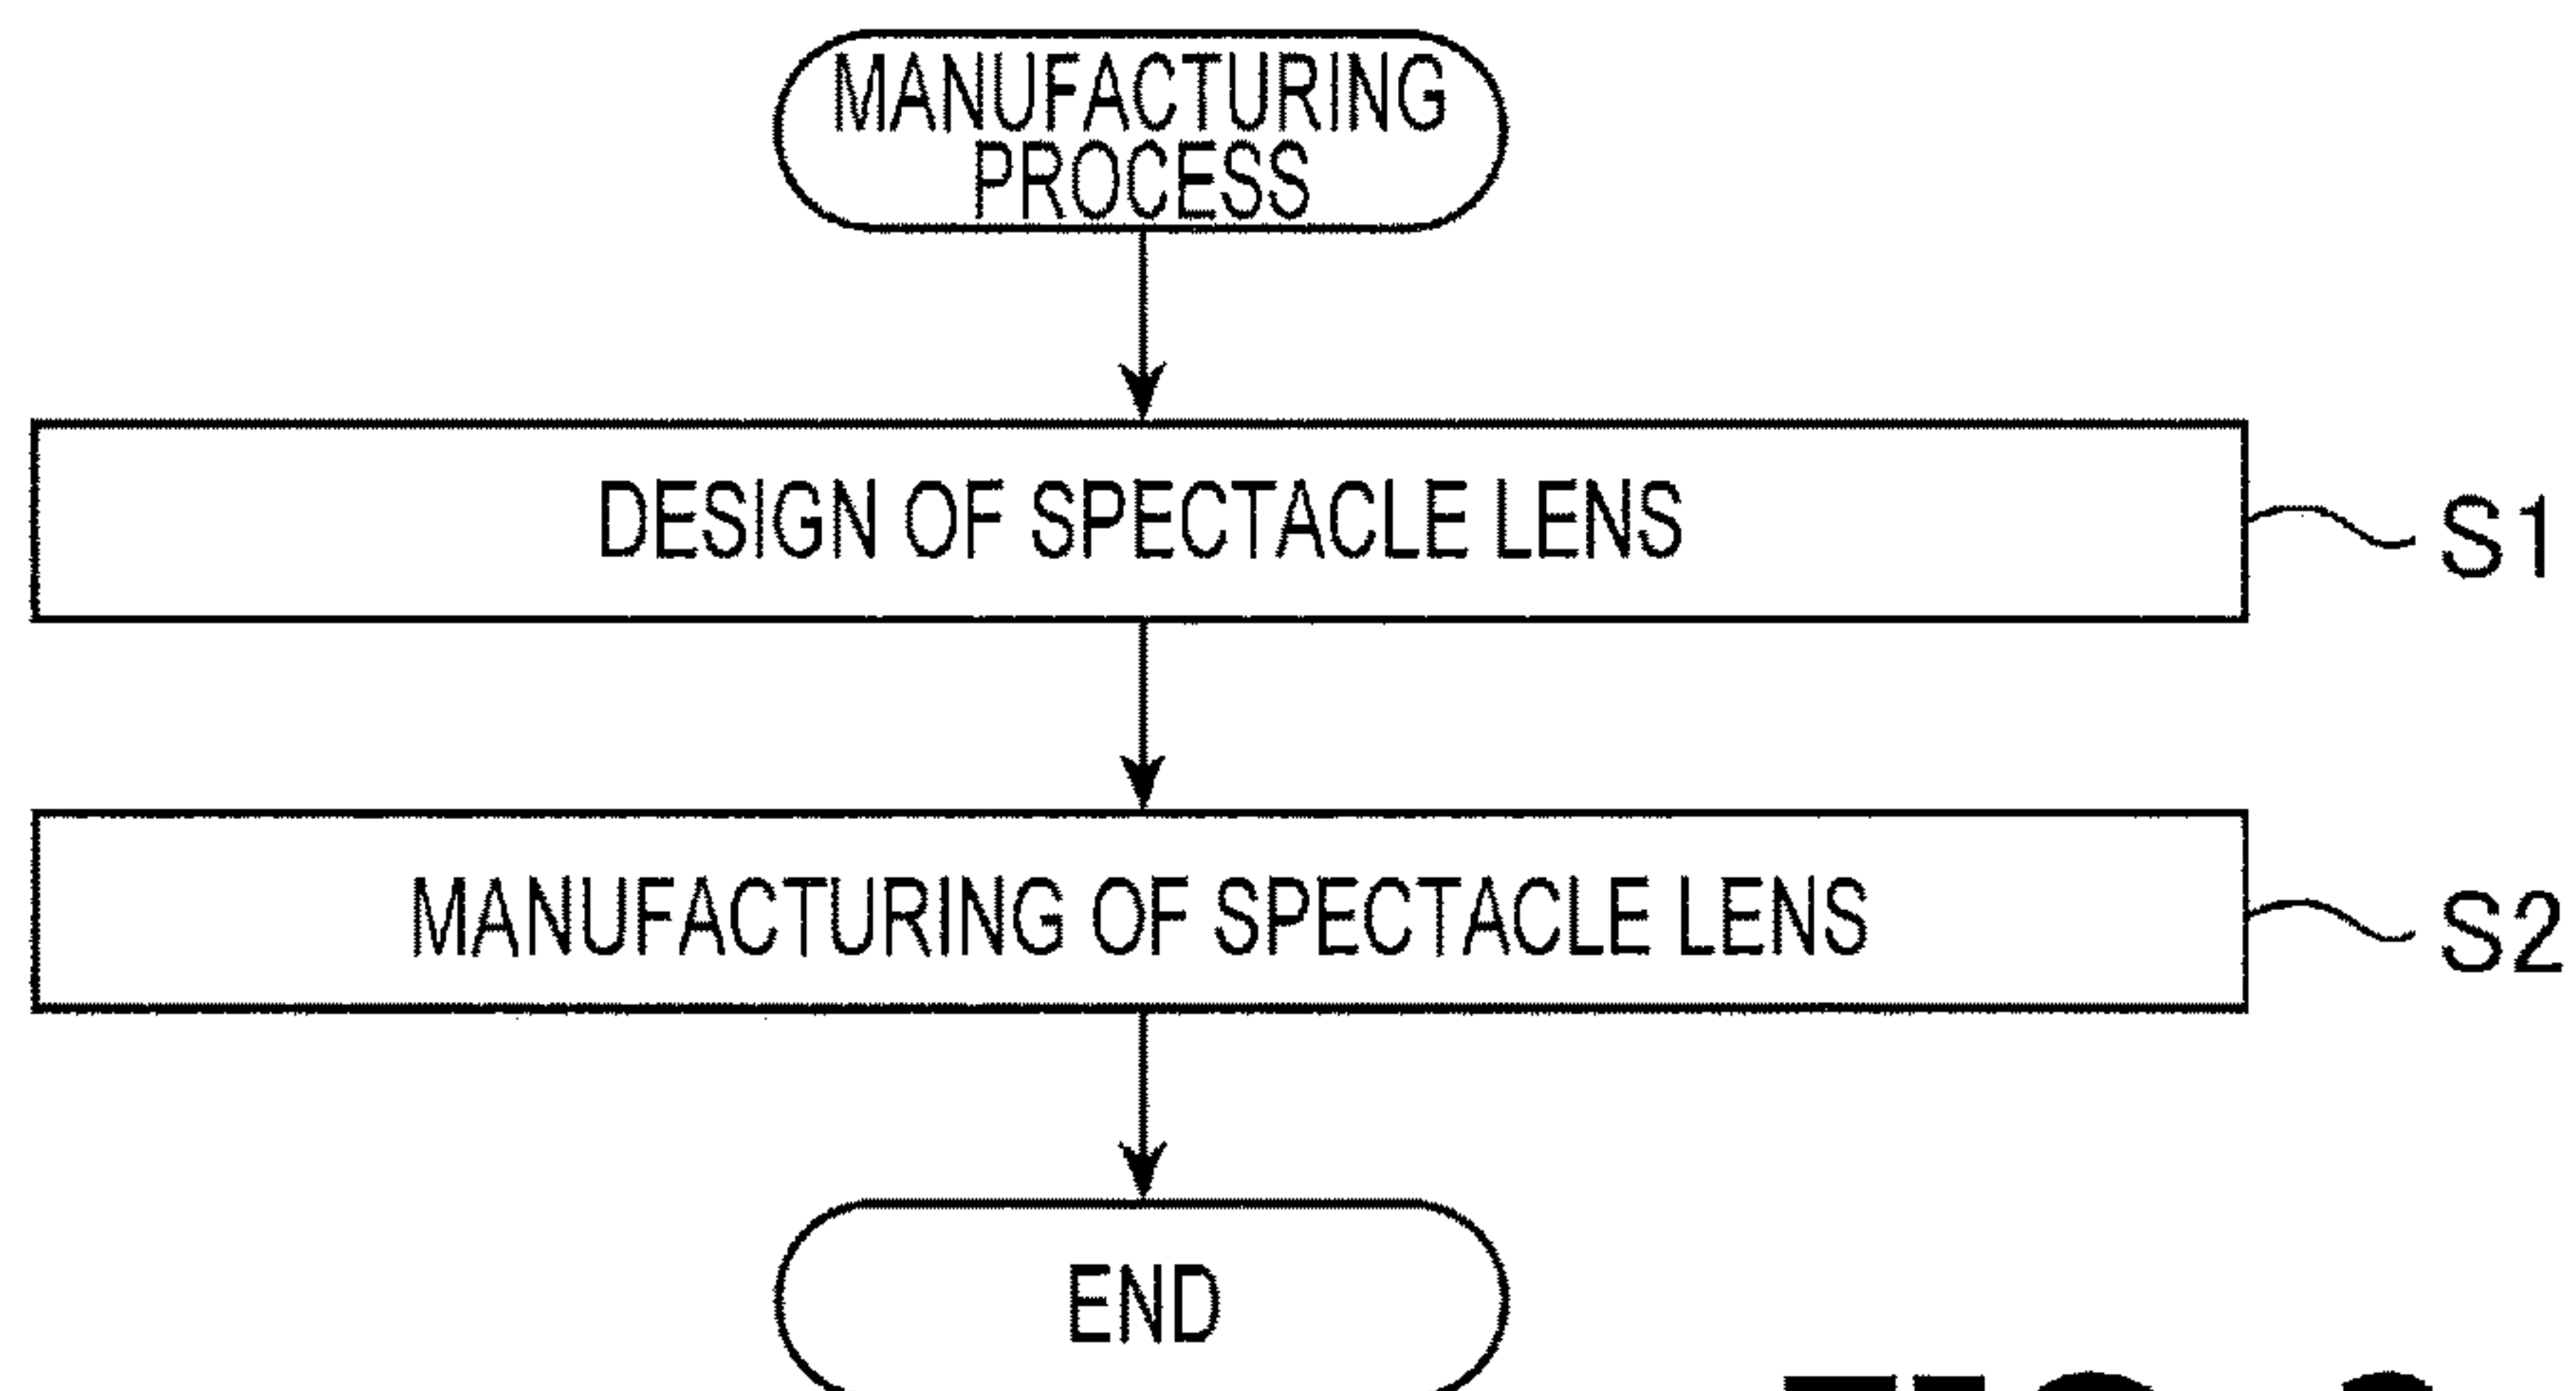 MANUFACTURING
PROCESS
DESIGN OF SPECTACLE LENS
S1
MANUFACTURING OF SPECTACLE LENS
S2
END